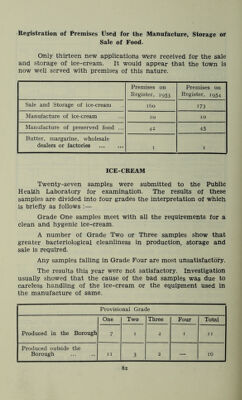 Registration of Premises Used for the Manufacture, Storage or
Sale of Food.
Only thirteen new applications were received for the sale
and storage of ice-cream. It would appear that the town is
now well served with premises of this nature.
Premises on Register, 1953 Premises on Register, 1954
Sale and Storage of ice-cream 160 173
Manufacture of ice-cream ... 10 10
Manufacture of preserved food ... 42 45
Butter, margarine, wholesale
dealers or factories ... ... 1 1
ICE-CREAM
Twenty-seven samples were submitted to the Public
Health Laboratory for examination. The results of these
samples are divided into four grades the interpretation of which
is briefly as follows :—
Grade One samples meet with all the requirements for a
clean and hygenic ice-cream.
A number of Grade Two or Three samples show that
greater bacteriological cleanliness in production, storage and
sale is required.
Any samples falling in Grade Four are most unsatisfactory.
The results this year were not satisfactory. Investigation
usually showed that the cause of the bad samples was due to
careless handling of the ice-cream or the equipment used in
the manufacture of same.
Provisional Grade
One Two Three Four Total
Produced in the Borough 7 1 2 1 11
Produced outside the
Borough ... ... 11 3 2 — 16
82